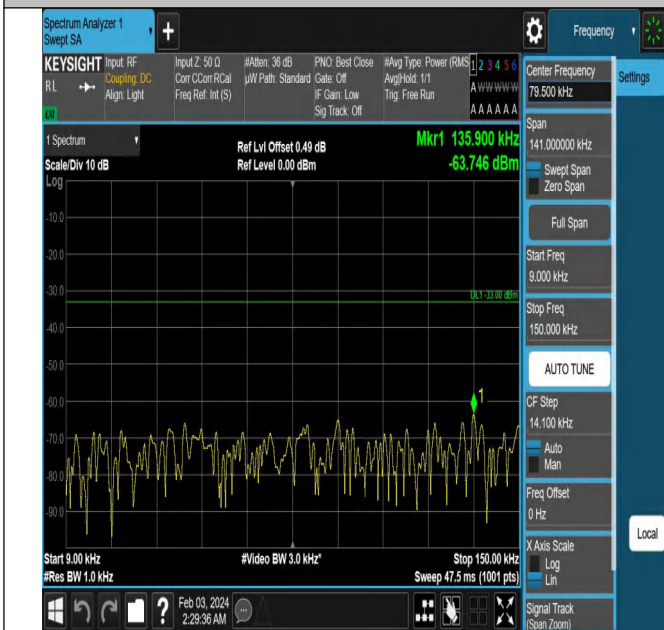 Spectrum Analyzer 1
Swept SA
Frequency
KEYSIGHT
RL
Input: RF
Coupling: DC
Align: Light
Input Z: 50 Ω
Corr CCorr RCal
Freq Ref: Int (S)
#Atten: 36 dB
µW Path: Standard
PNO: Best Close
Gate: Off
IF Gain: Low
Sig Track: Off
#Avg Type: Power (RMS
Avg|Hold: 1/1
Trig: Free Run
1 2 3 4 5 6
A W W W W W
A A A A A A
LXI
1 Spectrum
Scale/Div 10 dB
Ref Lvl Offset 0.49 dB
Ref Level 0.00 dBm
Mkr1 135.900 kHz
-63.746 dBm
Log
-10.0
-20.0
-30.0
DL1 -33.00 dBm
-40.0
-50.0
-60.0
1
-70.0
-80.0
-90.0
Start 9.00 kHz
#Video BW 3.0 kHz*
Stop 150.00 kHz
#Res BW 1.0 kHz
Sweep 47.5 ms (1001 pts)
?
Feb 03, 2024
2:29:36 AM
Center Frequency
79.500 kHz
Settings
Span
141.000000 kHz
Swept Span
Zero Span
Full Span
Start Freq
9.000 kHz
Stop Freq
150.000 kHz
AUTO TUNE
CF Step
14.100 kHz
Auto
Man
Freq Offset
0 Hz
Local
X Axis Scale
Log
Lin
Signal Track
(Span Zoom)